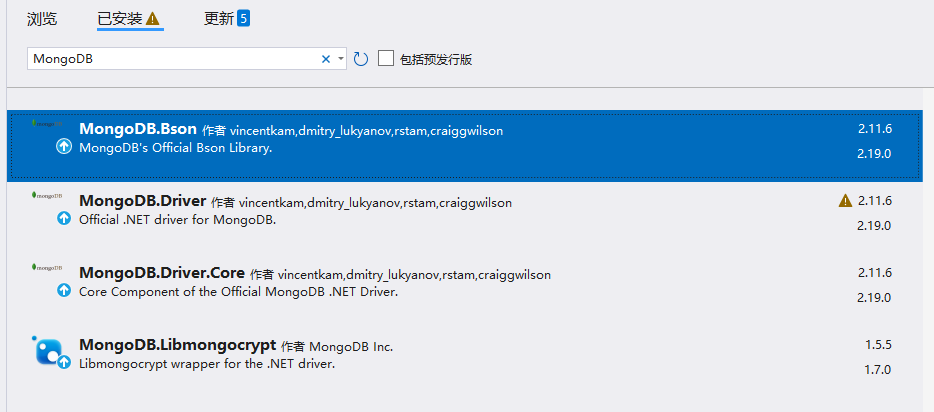 浏览 已安装 更新 5
MongoDB 包括预发行版
MongoDB.Bson 作者 vincentkam,dmitry_lukyanov,rstam,craiggwilson 2.11.6
MongoDB's Official Bson Library. 2.19.0
mongoDB
MongoDB.Driver 作者 vincentkam,dmitry_lukyanov,rstam,craiggwilson 2.11.6
Official .NET driver for MongoDB. 2.19.0
mongoDB
MongoDB.Driver.Core 作者 vincentkam,dmitry_lukyanov,rstam,craiggwilson 2.11.6
Core Component of the Official MongoDB .NET Driver. 2.19.0
MongoDB.Libmongocrypt 作者 MongoDB Inc. 1.5.5
Libmongocrypt wrapper for the .NET driver. 1.7.0